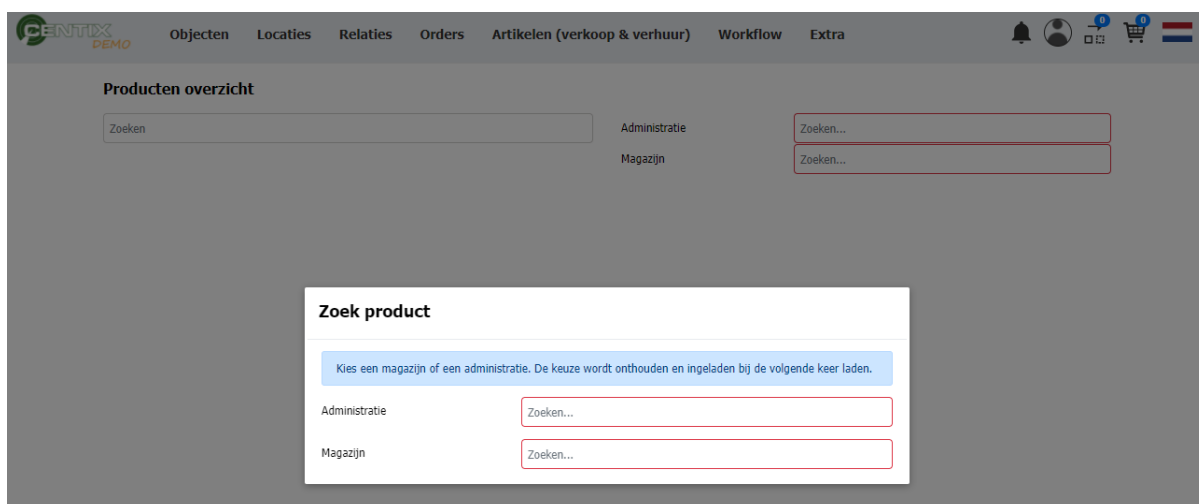 CENTIX
DEMO
Objecten Locaties Relaties Orders Artikelen (verkoop & verhuur) Workflow Extra 0 0
Producten overzicht
Zoeken Administratie Zoeken...
Magazijn Zoeken...
Zoek product
Kies een magazijn of een administratie. De keuze wordt onthouden en ingeladen bij de volgende keer laden.
Administratie Zoeken...
Magazijn Zoeken...